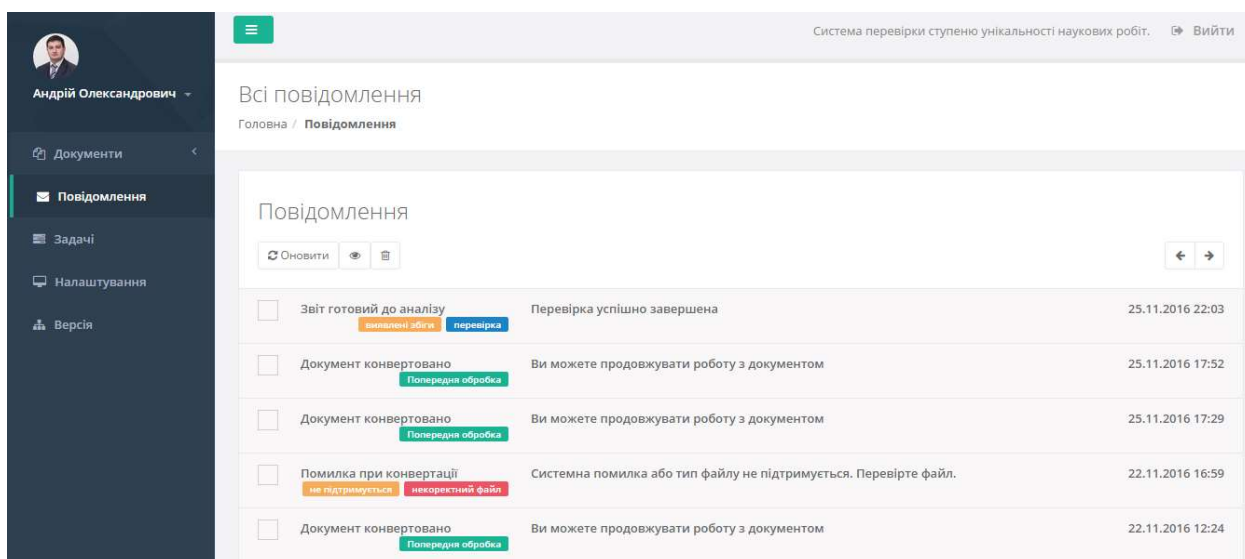 Система перевірки ступеню унікальності наукових робіт. Вийти
Андрій Олександрович
Документи
Повідомлення
Задачі
Налаштування
Версія
Всі повідомлення
Головна / Повідомлення
Повідомлення
Оновити
Звіт готовий до аналізу Перевірка успішно завершена 25.11.2016 22:03
виявлені збіги перевірка
Документ конвертовано Ви можете продовжувати роботу з документом 25.11.2016 17:52
Попередня обробка
Документ конвертовано Ви можете продовжувати роботу з документом 25.11.2016 17:29
Попередня обробка
Помилка при конвертації Системна помилка або тип файлу не підтримується. Перевірте файл. 22.11.2016 16:59
не підтримується некоректний файл
Документ конвертовано Ви можете продовжувати роботу з документом 22.11.2016 12:24
Попередня обробка